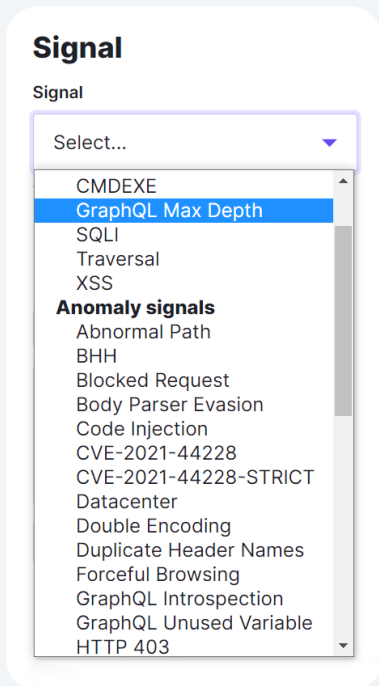 Signal
Signal
Select...
CMDEXE
GraphQL Max Depth
SQLI
Traversal
XSS
Anomaly signals
Abnormal Path
BHH
Blocked Request
Body Parser Evasion
Code Injection
CVE-2021-44228
CVE-2021-44228-STRICT
Datacenter
Double Encoding
Duplicate Header Names
Forceful Browsing
GraphQL Introspection
GraphQL Unused Variable
HTTP 403